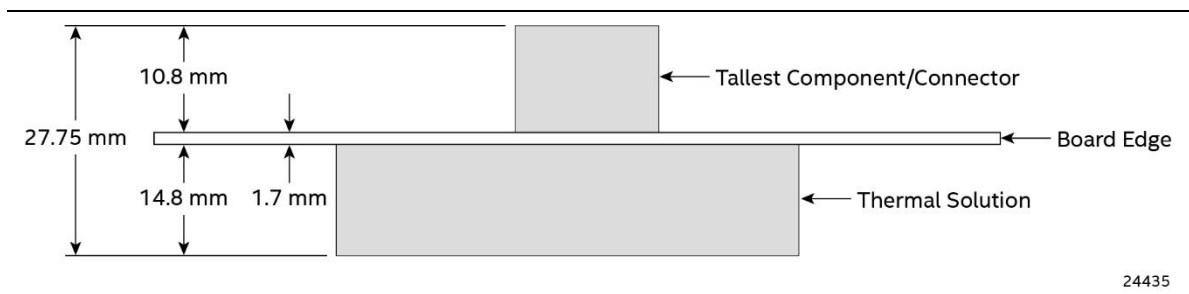 10.8 mm
Tallest Component/Connector
27.75 mm
Board Edge
14.8 mm
1.7 mm
Thermal Solution
24435